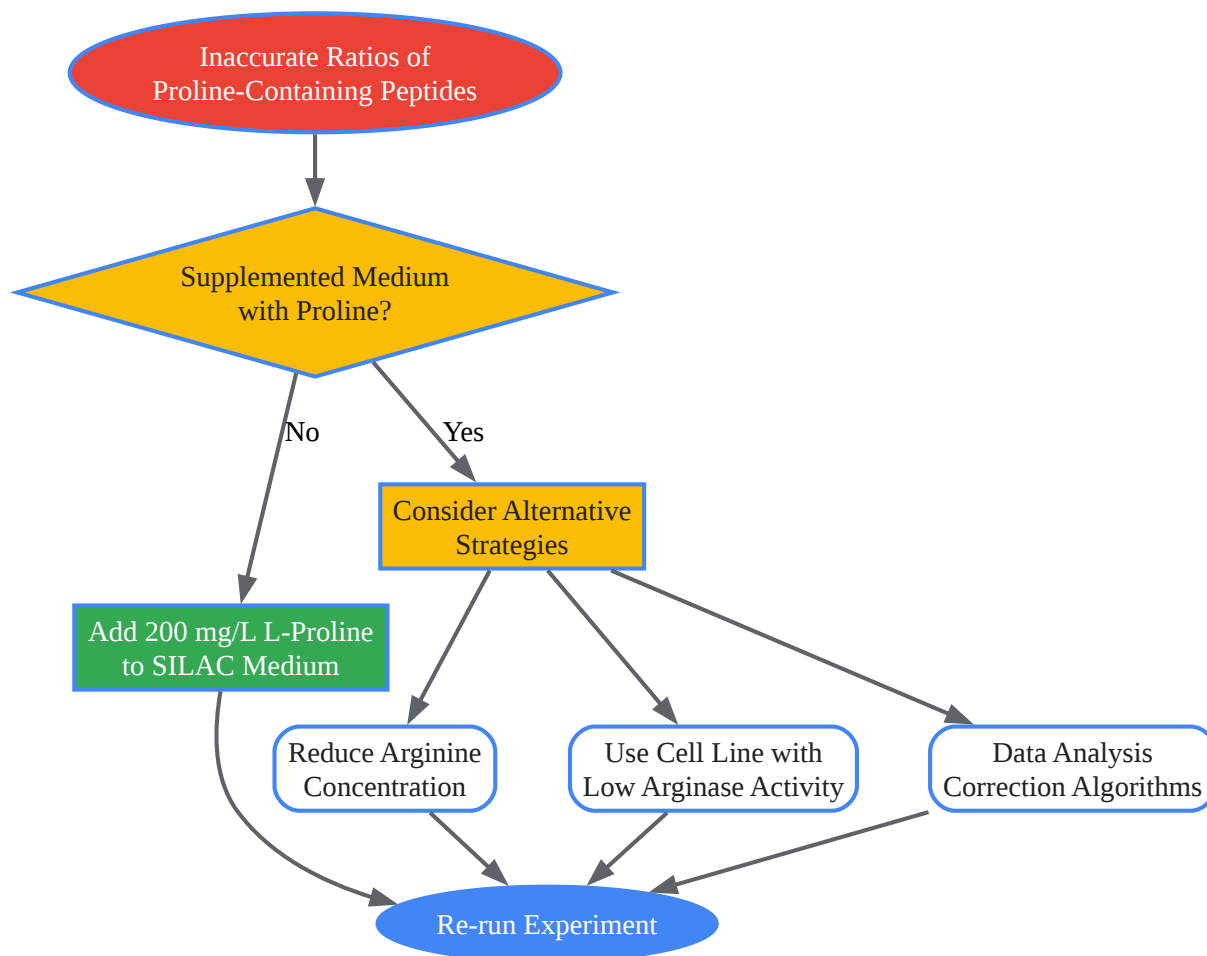 Inaccurate Ratios of
Proline-Containing Peptides
Supplemented Medium
with Proline?
No
Yes
Consider Alternative
Strategies
Add 200 mg/L L-Proline
to SILAC Medium
Reduce Arginine
Concentration
Use Cell Line with
Low Arginase Activity
Data Analysis
Correction Algorithms
Re-run Experiment